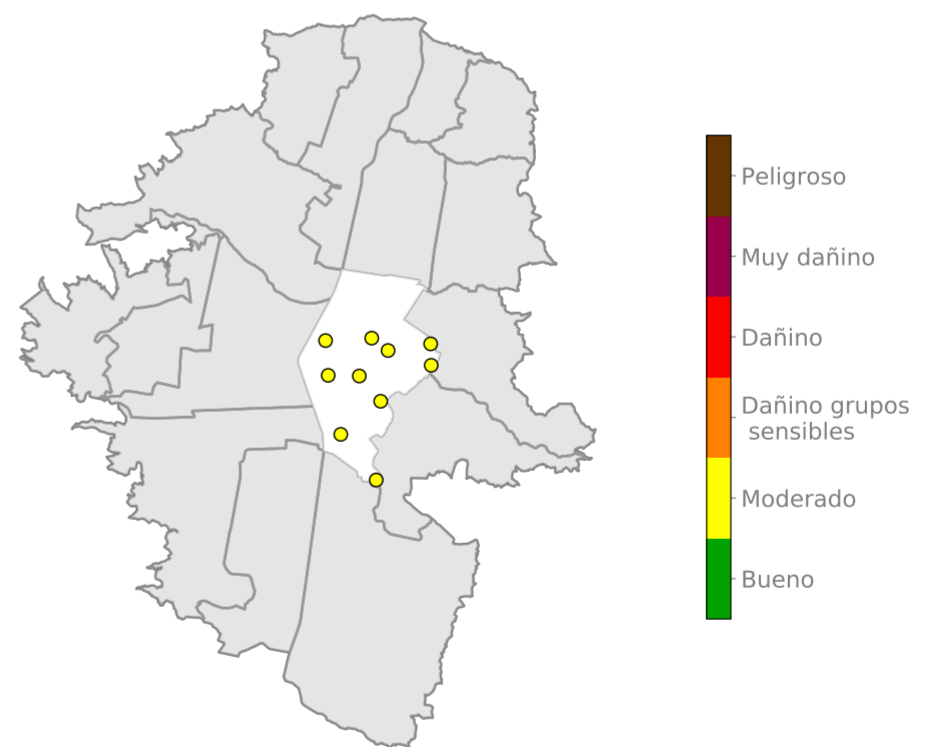 Peligroso
Muy dañino
Dañino
Dañino grupos
sensibles
Moderado
Bueno